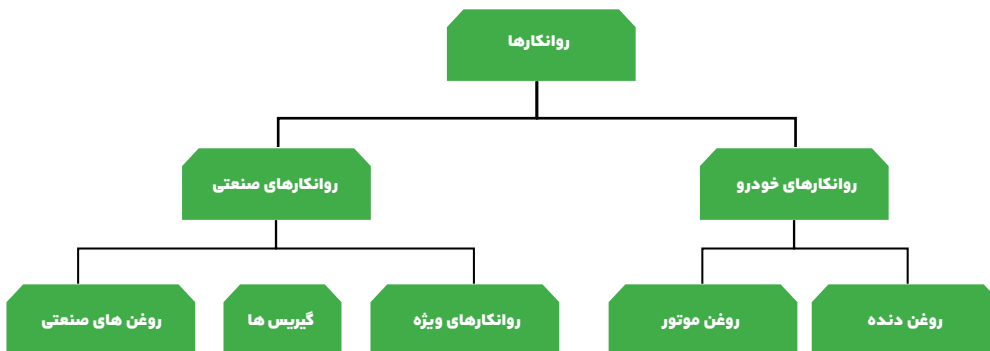 روانکارها
روانکارهای خودرو
روانکارهای صنعتی
روغن دنده
روغن موتور
روانکارهای ویژه
گیریس ها
روغن های صنعتی